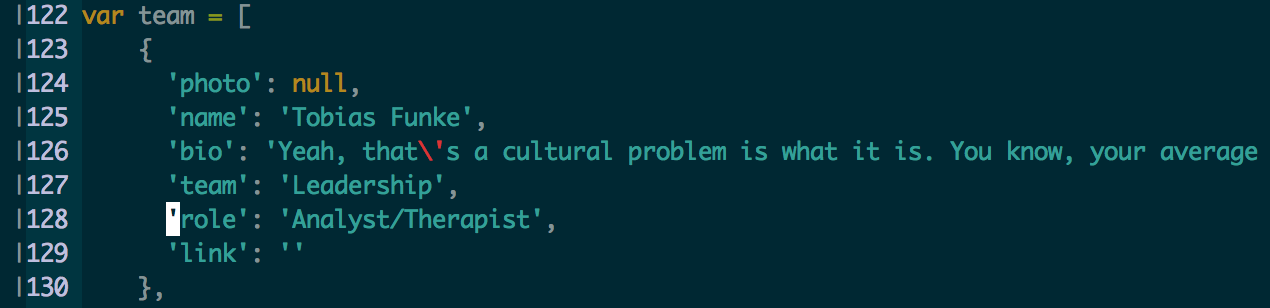 |122 var team = [
|123     {
|124       'photo': null,
|125       'name': 'Tobias Funke',
|126       'bio': 'Yeah, that\'s a cultural problem is what it is. You know, your average
|127       'team': 'Leadership',
|128       'role': 'Analyst/Therapist',
|129       'link': ''
|130     },